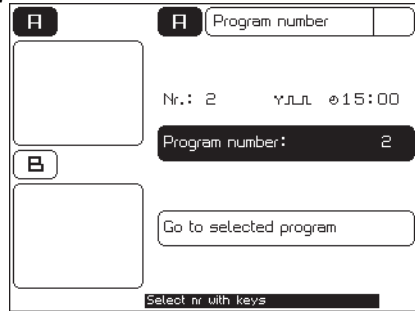 A
A Program number
Nr.: 2 15:00
Program number: 2
B
Go to selected program
Select nr with keys